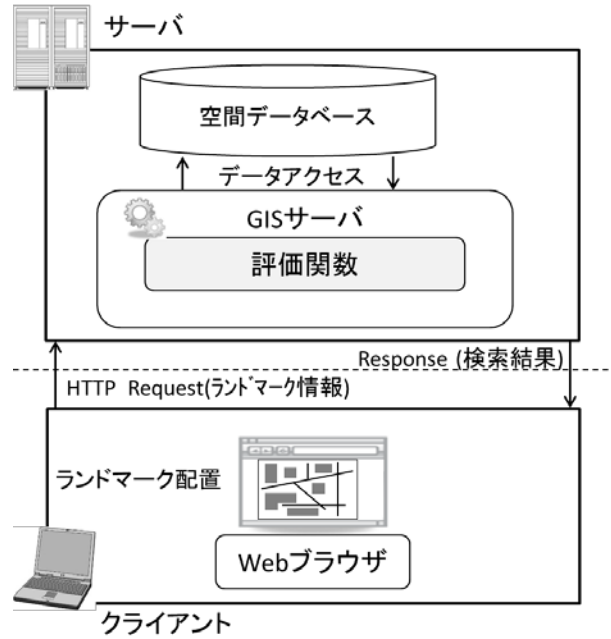 サーバ
空間データベース
データアクセス
GISサーバ
評価関数
Response (検索結果)
HTTP Request(ランドマーク情報)
ランドマーク配置
Webブラウザ
クライアント